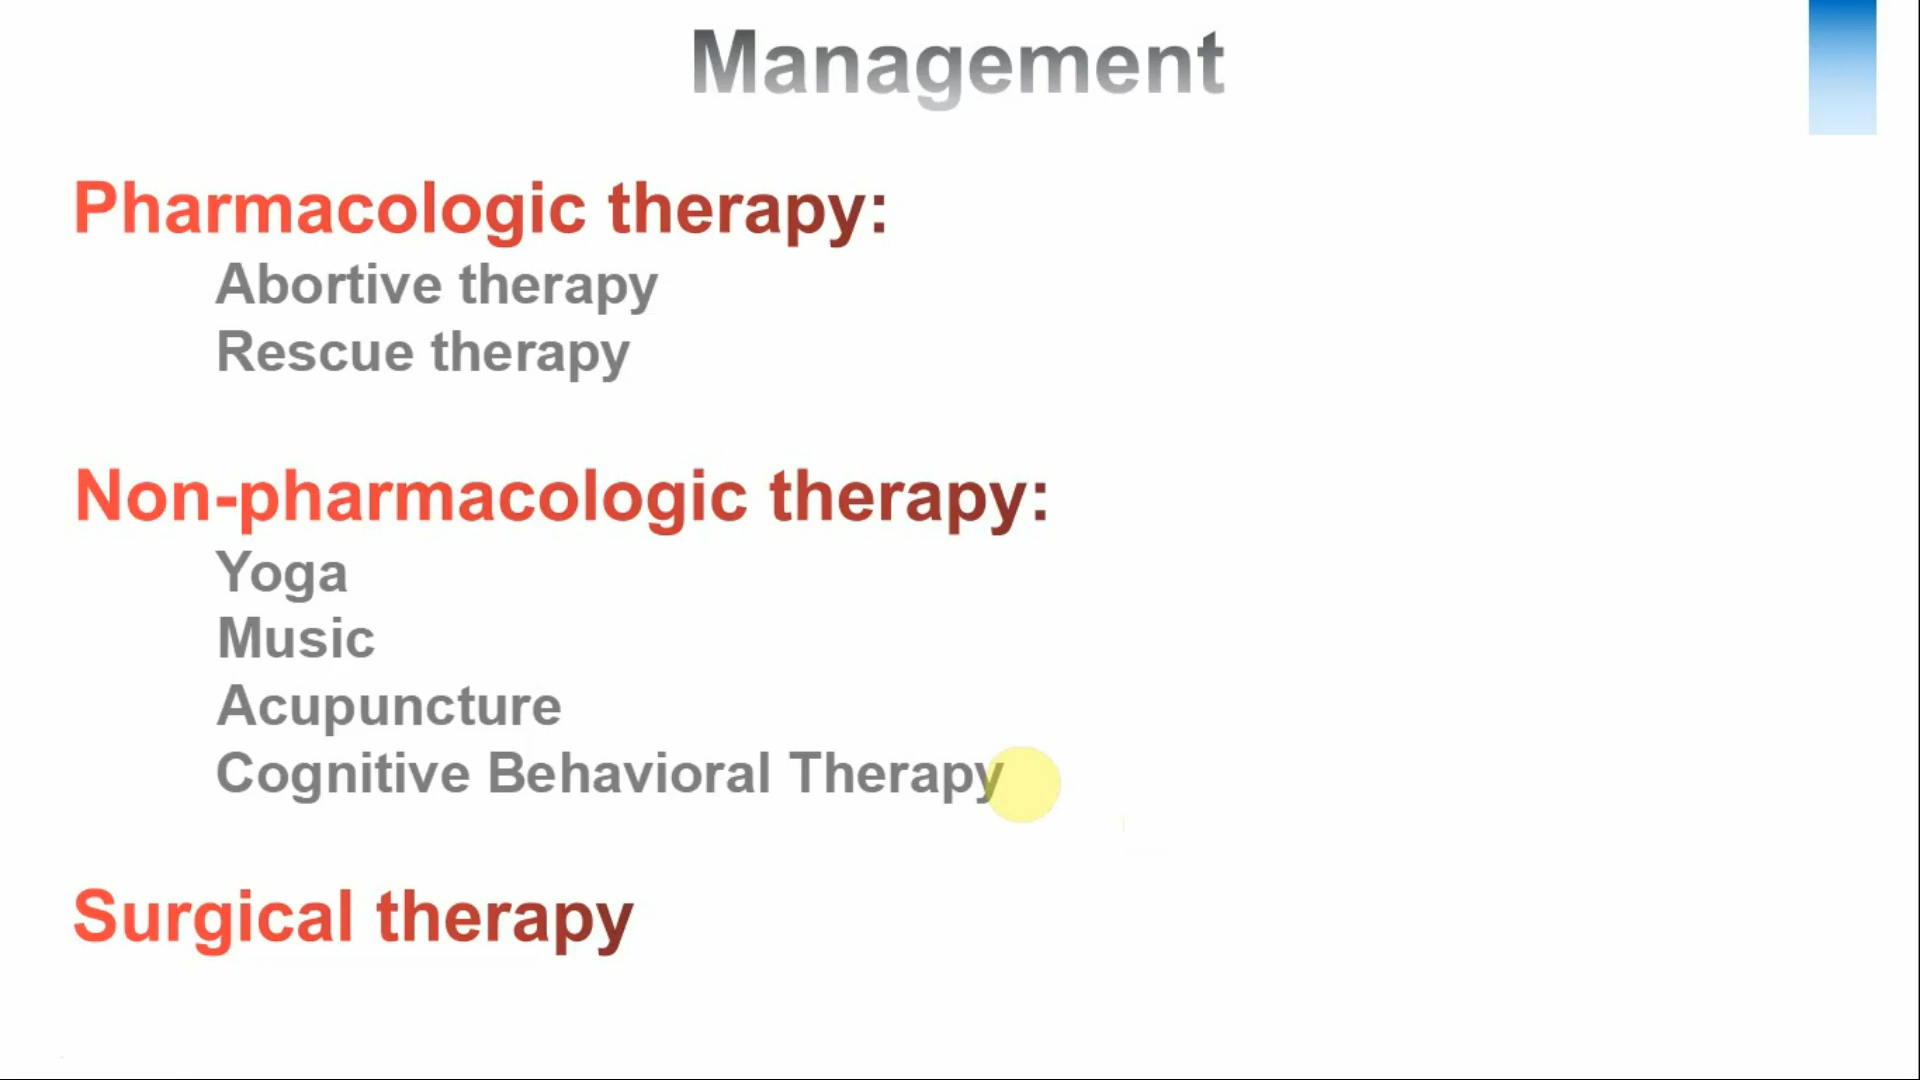 Management
Pharmacologic therapy:
Abortive therapy
Rescue therapy
Non-pharmacologic therapy:
Yoga
Music
Acupuncture
Cognitive Behavioral Therapy
Surgical therapy